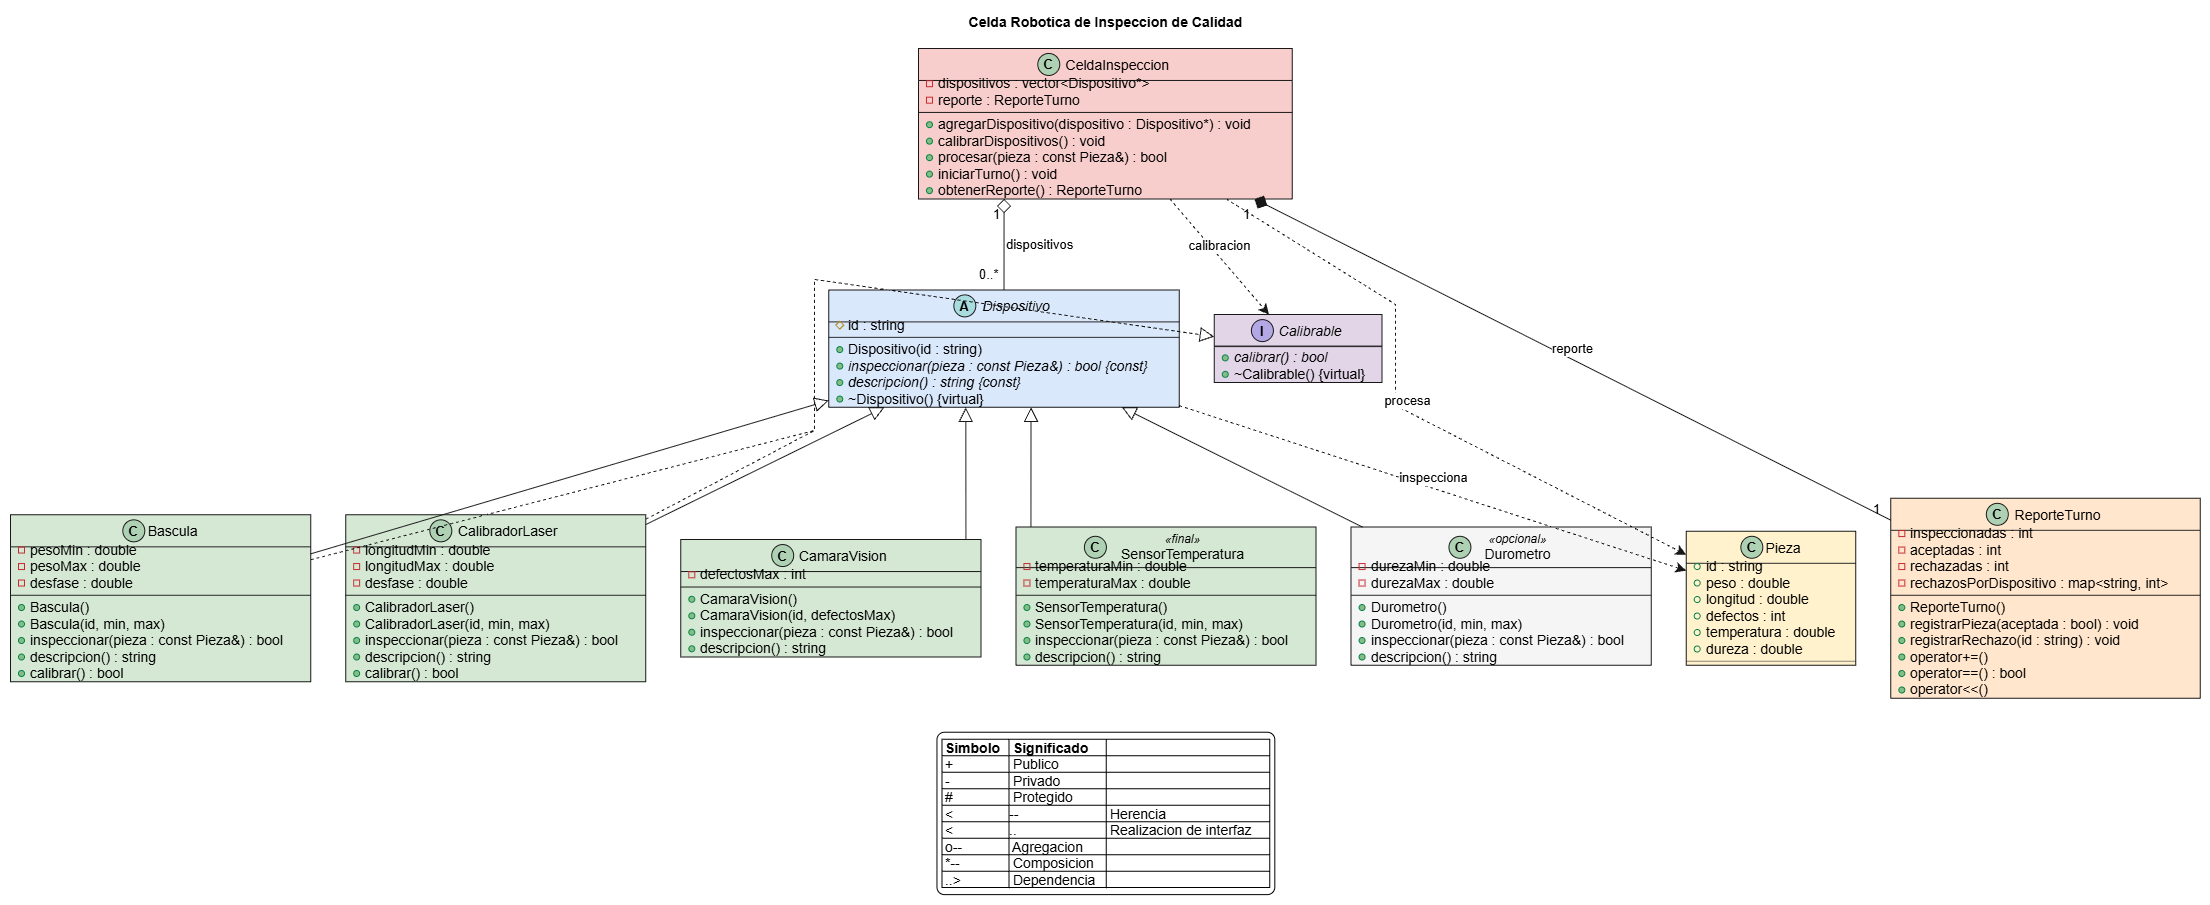 Celda Robotica de Inspeccion de Calidad
C CeldaInspeccion
dispositivos : vector<Dispositivo*>
reporte : ReporteTurno
agregarDispositivo(dispositivo : Dispositivo*) : void
calibrarDispositivos() : void
procesar(pieza : const Pieza&) : bool
iniciarTurno() : void
obtenerReporte() : ReporteTurno
1
1
dispositivos
calibracion
0..*
A Dispositivo
id : string
Dispositivo(id : string)
inspeccionar(pieza : const Pieza&) : bool {const}
descripcion() : string {const}
~Dispositivo() {virtual}
I Calibrable
calibrar() : bool
~Calibrable() {virtual}
reporte
procesa
inspecciona
1
C Bascula
pesoMin : double
pesoMax : double
desfase : double
Bascula()
Bascula(id, min, max)
inspeccionar(pieza : const Pieza&) : bool
descripcion() : string
calibrar() : bool
C CalibradorLaser
longitudMin : double
longitudMax : double
desfase : double
CalibradorLaser()
CalibradorLaser(id, min, max)
inspeccionar(pieza : const Pieza&) : bool
descripcion() : string
calibrar() : bool
C CamaraVision
defectosMax : int
CamaraVision()
CamaraVision(id, defectosMax)
inspeccionar(pieza : const Pieza&) : bool
descripcion() : string
«final»
C SensorTemperatura
temperaturaMin : double
temperaturaMax : double
SensorTemperatura()
SensorTemperatura(id, min, max)
inspeccionar(pieza : const Pieza&) : bool
descripcion() : string
«opcional»
C Durometro
durezaMin : double
durezaMax : double
Durometro()
Durometro(id, min, max)
inspeccionar(pieza : const Pieza&) : bool
descripcion() : string
C Pieza
id : string
peso : double
longitud : double
defectos : int
temperatura : double
dureza : double
C ReporteTurno
inspeccionadas : int
aceptadas : int
rechazadas : int
rechazosPorDispositivo : map<string, int>
ReporteTurno()
registrarPieza(aceptada : bool) : void
registrarRechazo(id : string) : void
operator+=()
operator==() : bool
operator<<()
Simbolo Significado
+ Publico
- Privado
# Protegido
< -- Herencia
< .. Realizacion de interfaz
o-- Agregacion
*-- Composicion
..> Dependencia